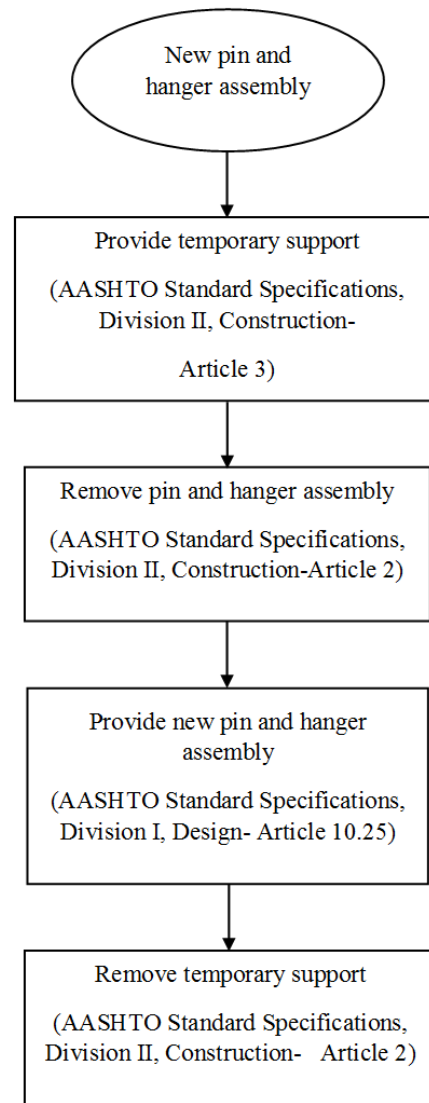 New pin and
hanger assembly
Provide temporary support
(AASHTO Standard Specifications,
Division II, Construction-
Article 3)
Remove pin and hanger assembly
(AASHTO Standard Specifications,
Division II, Construction-Article 2)
Provide new pin and hanger
assembly
(AASHTO Standard Specifications,
Division I, Design- Article 10.25)
Remove temporary support
(AASHTO Standard Specifications,
Division II, Construction- Article 2)